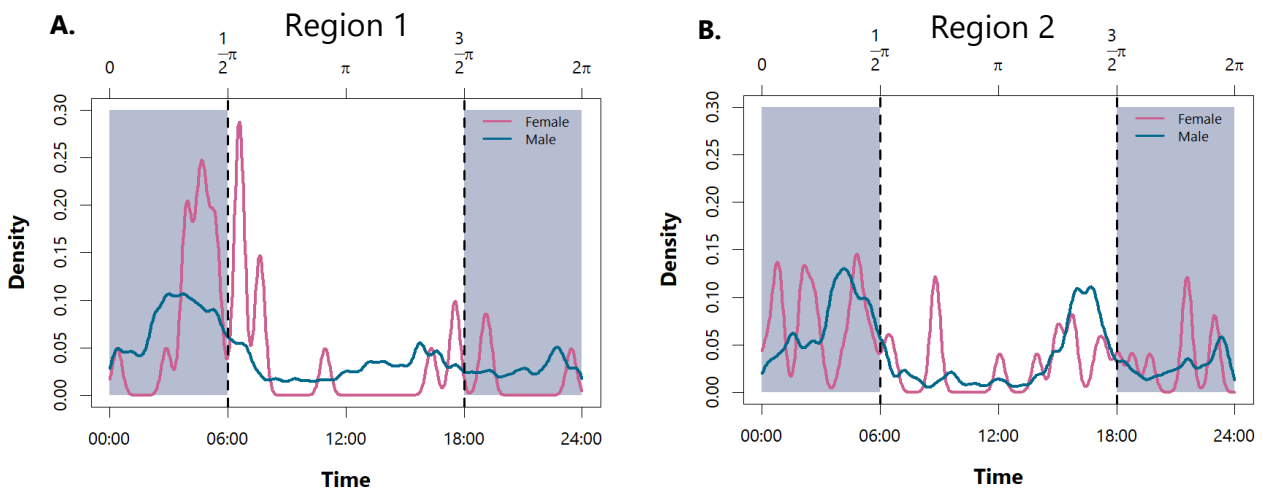 A.
Region 1
0
1/2 π
π
3/2 π
2π
Density
0.30
0.25
0.20
0.15
0.10
0.05
0.00
Female
Male
00:00 06:00 12:00 18:00 24:00
Time
B.
Region 2
0
1/2 π
π
3/2 π
2π
Density
0.30
0.25
0.20
0.15
0.10
0.05
0.00
Female
Male
00:00 06:00 12:00 18:00 24:00
Time